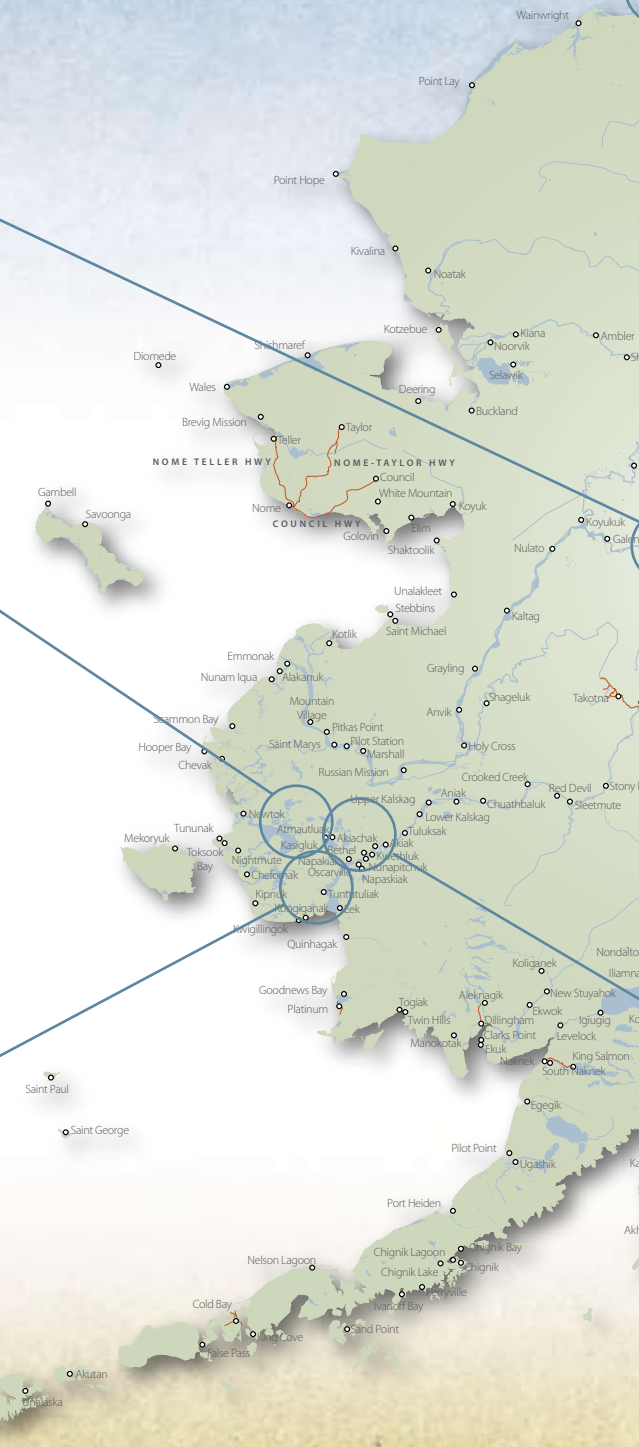 Wainwright
Point Lay
Point Hope
Kivalina
Noatak
Kotzebue
Kiana
Ambler
Noorvik
Shishmaref
Diomede
Selawik
Wales
Deering
Buckland
Brevig Mission
Taylor
Teller
NOME TELLER HWY
NOME-TAYLOR HWY
Council
Gambell
White Mountain
Savoonga
Nome
Koyuk
COUNCIL HWY
Elim
Golovin
Koyukuk
Shaktoolik
Nulato
Unalakleet
Stebbins
Kaltag
Saint Michael
Kotlik
Emmonak
Grayling
Nunam Iqua
Alakanuk
Shageluk
Takotna
Mountain
Village
Anvik
Scammon Bay
Pitkas Point
Saint Marys
Pilot Station
Hooper Bay
Marshall
Holy Cross
Chevak
Russian Mission
Crooked Creek
Red Devil
Stony
Upper Kalskag
Aniak
Chuathbaluk
Sleetmute
Newtok
Lower Kalskag
Tununak
Atmautluak
Akiachak
Tuluksak
Mekoryuk
Kasigluk
Akiak
Toksook
Bay
Bethel
Kwethluk
Nightmute
Napakiak
Nunapitchuk
Chefornak
Oscarville
Napaskiak
Kipnuk
Tuntutuliak
Kongiganak
Eek
Kwigillingok
Quinhagak
Nondalto
Koliganek
Iliamna
Goodnews Bay
Aleknagik
New Stuyahok
Platinum
Togiak
Ekwok
Twin Hills
Dillingham
Igiugig
Ko
Manokotak
Clarks Point
Levelock
Ekuk
King Salmon
Naknek
South Naknek
Saint Paul
Egegik
Saint George
Pilot Point
Ugashik
Ka
Port Heiden
Akh
Chignik Lagoon
Chignik Bay
Nelson Lagoon
Chignik Lake
Chignik
Perryville
Cold Bay
Ivanoff Bay
King Cove
Sand Point
False Pass
Akutan
Unalaska